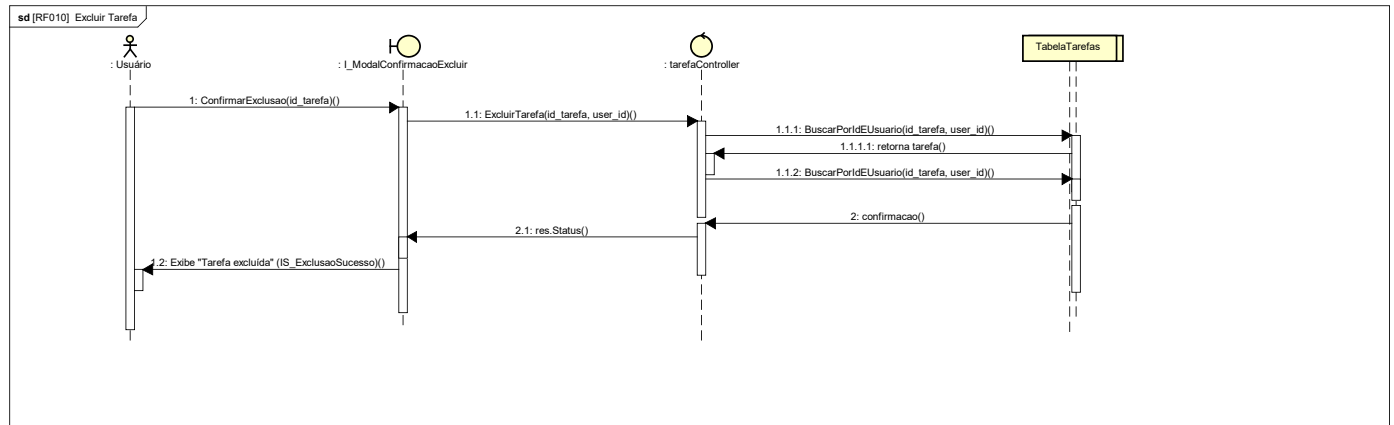 sd [RF010] Excluir Tarefa
: Usuário
: I_ModalConfirmacaoExcluir
: tarefaController
TabelaTarefas
1: ConfirmarExclusao(id_tarefa)()
1.1: ExcluirTarefa(id_tarefa, user_id)()
1.1.1: BuscarPorIdEUsuario(id_tarefa, user_id)()
1.1.1.1: retorna tarefa()
1.1.2: BuscarPorIdEUsuario(id_tarefa, user_id)()
2: confirmacao()
2.1: res.Status()
1.2: Exibe "Tarefa excluída" (IS_ExclusaoSucesso)()